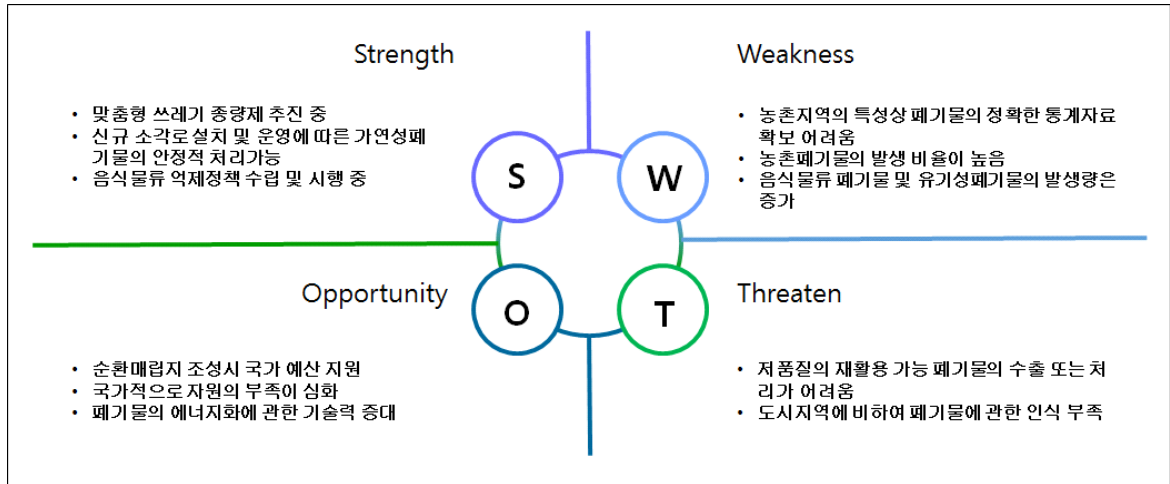 Strength
• 맞춤형 쓰레기 종량제 추진 중
• 신규 소각로설치 및 운영에 따른 가연성폐
기물의 안정적 처리가능
• 음식물류 억제정책 수립 및 시행 중
Weakness
• 농촌지역의 특성상 폐기물의 정확한 통계자료
확보 어려움
• 농촌폐기물의 발생 비율이 높음
• 음식물류 폐기물 및 유기성폐기물의 발생량은
증가
S
W
O
T
Opportunity
• 순환매립지 조성시 국가 예산 지원
• 국가적으로 자원의 부족이 심화
• 폐기물의 에너지화에 관한 기술력 증대
Threaten
• 저품질의 재활용 가능 폐기물의 수출 또는 처
리가 어려움
• 도시지역에 비하여 폐기물에 관한 인식 부족